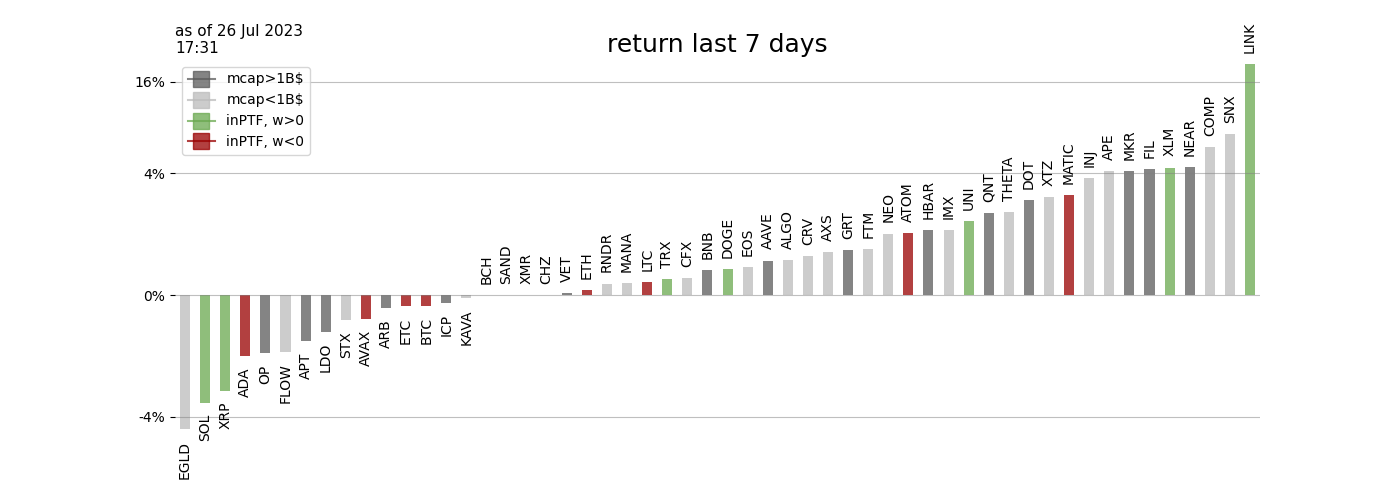 as of 26 Jul 2023
17:31
return last 7 days
mcap>1B$
mcap<1B$
inPTF, w>0
inPTF, w<0
16%
4%
0%
-4%
EGLD
SOL
XRP
ADA
OP
FLOW
APT
LDO
STX
AVAX
ARB
ETC
BTC
ICP
KAVA
BCH
SAND
XMR
CHZ
VET
ETH
RNDR
MANA
LTC
TRX
CFX
BNB
DOGE
EOS
AAVE
ALGO
CRV
AXS
GRT
FTM
NEO
ATOM
HBAR
IMX
UNI
QNT
THETA
DOT
XTZ
MATIC
INJ
APE
MKR
FIL
XLM
NEAR
COMP
SNX
LINK